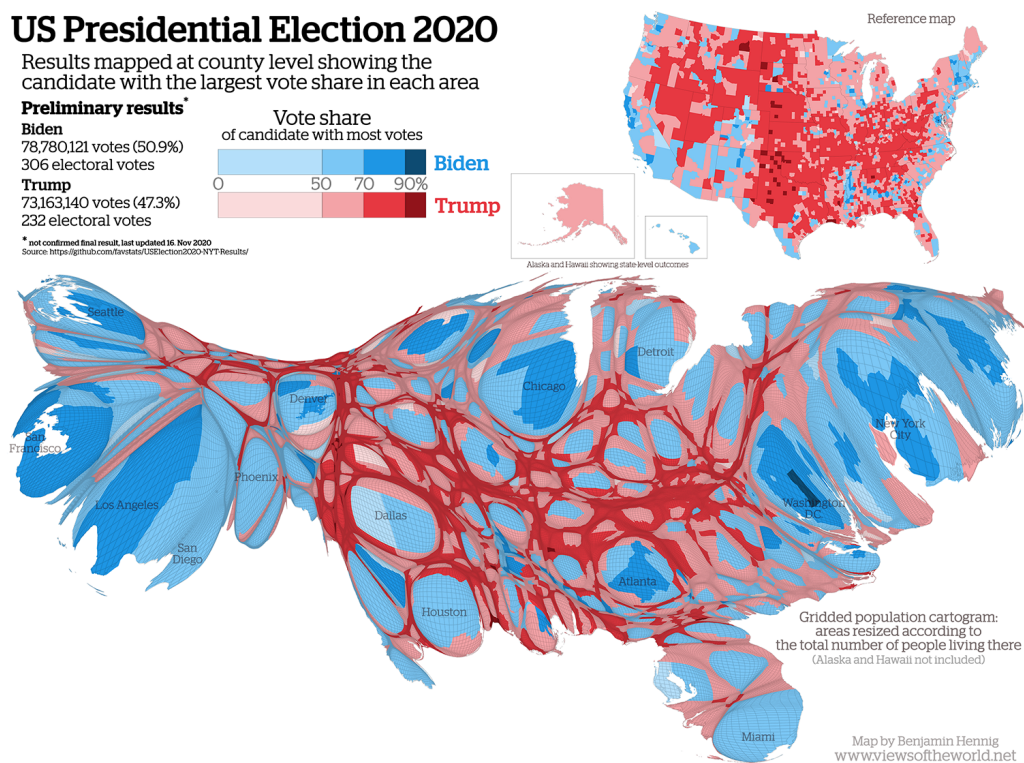 US Presidential Election 2020
Results mapped at county level showing the
candidate with the largest vote share in each area
Preliminary results*
Biden
78,780,121 votes (50.9%)
306 electoral votes
Trump
73,163,140 votes (47.3%)
232 electoral votes
* not confirmed final result, last updated 16. Nov 2020
Source: https://github.com/favstats/USElection2020-NYT-Results/
Vote share
of candidate with most votes
Biden
0 50 70 90%
Trump
Reference map
Alaska and Hawaii showing state-level outcomes
Seattle
Detroit
Chicago
Denver
New York
City
San
Francisco
Phoenix
Los Angeles
Washington
DC
Dallas
San
Diego
Atlanta
Houston
Miami
Gridded population cartogram:
areas resized according to
the total number of people living there
(Alaska and Hawaii not included)
Map by Benjamin Hennig
www.viewsoftheworld.net